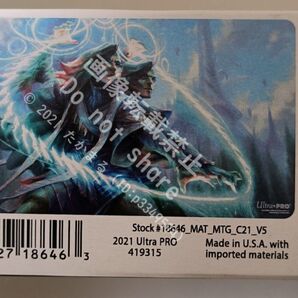 画像転載禁止
Do not share
© 2021 たかまる
Ultra•PRO
Stock #18646_MAT_MTG_C21_V5
2021 Ultra PRO
Made in U.S.A. with
419315
imported materials
27 18646 3